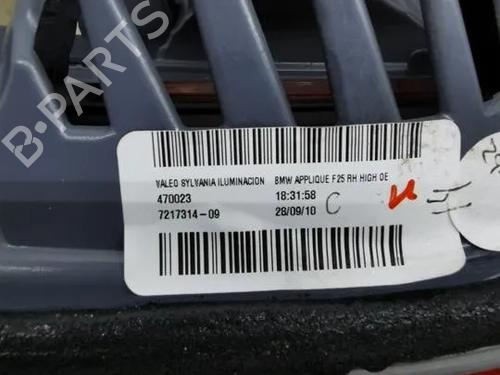 B-PARTS
VALEO SYLVANIA ILUMINACION BMW APPLIQUE F25 RH HIGH OE
470023 18:31:58
7217314-09 28/09/10 C